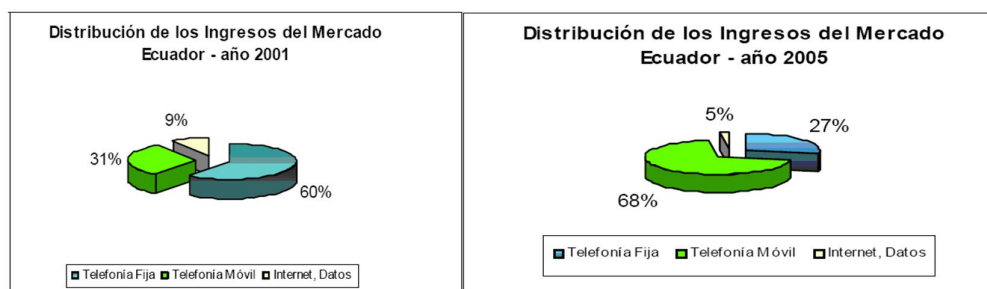 Distribución de los Ingresos del Mercado
Ecuador - año 2001
9%
31%
60%
Telefonía Fija Telefonía Móvil Internet, Datos
Distribución de los Ingresos del Mercado
Ecuador - año 2005
5%
27%
68%
Telefonía Fija Telefonía Móvil Internet, Datos